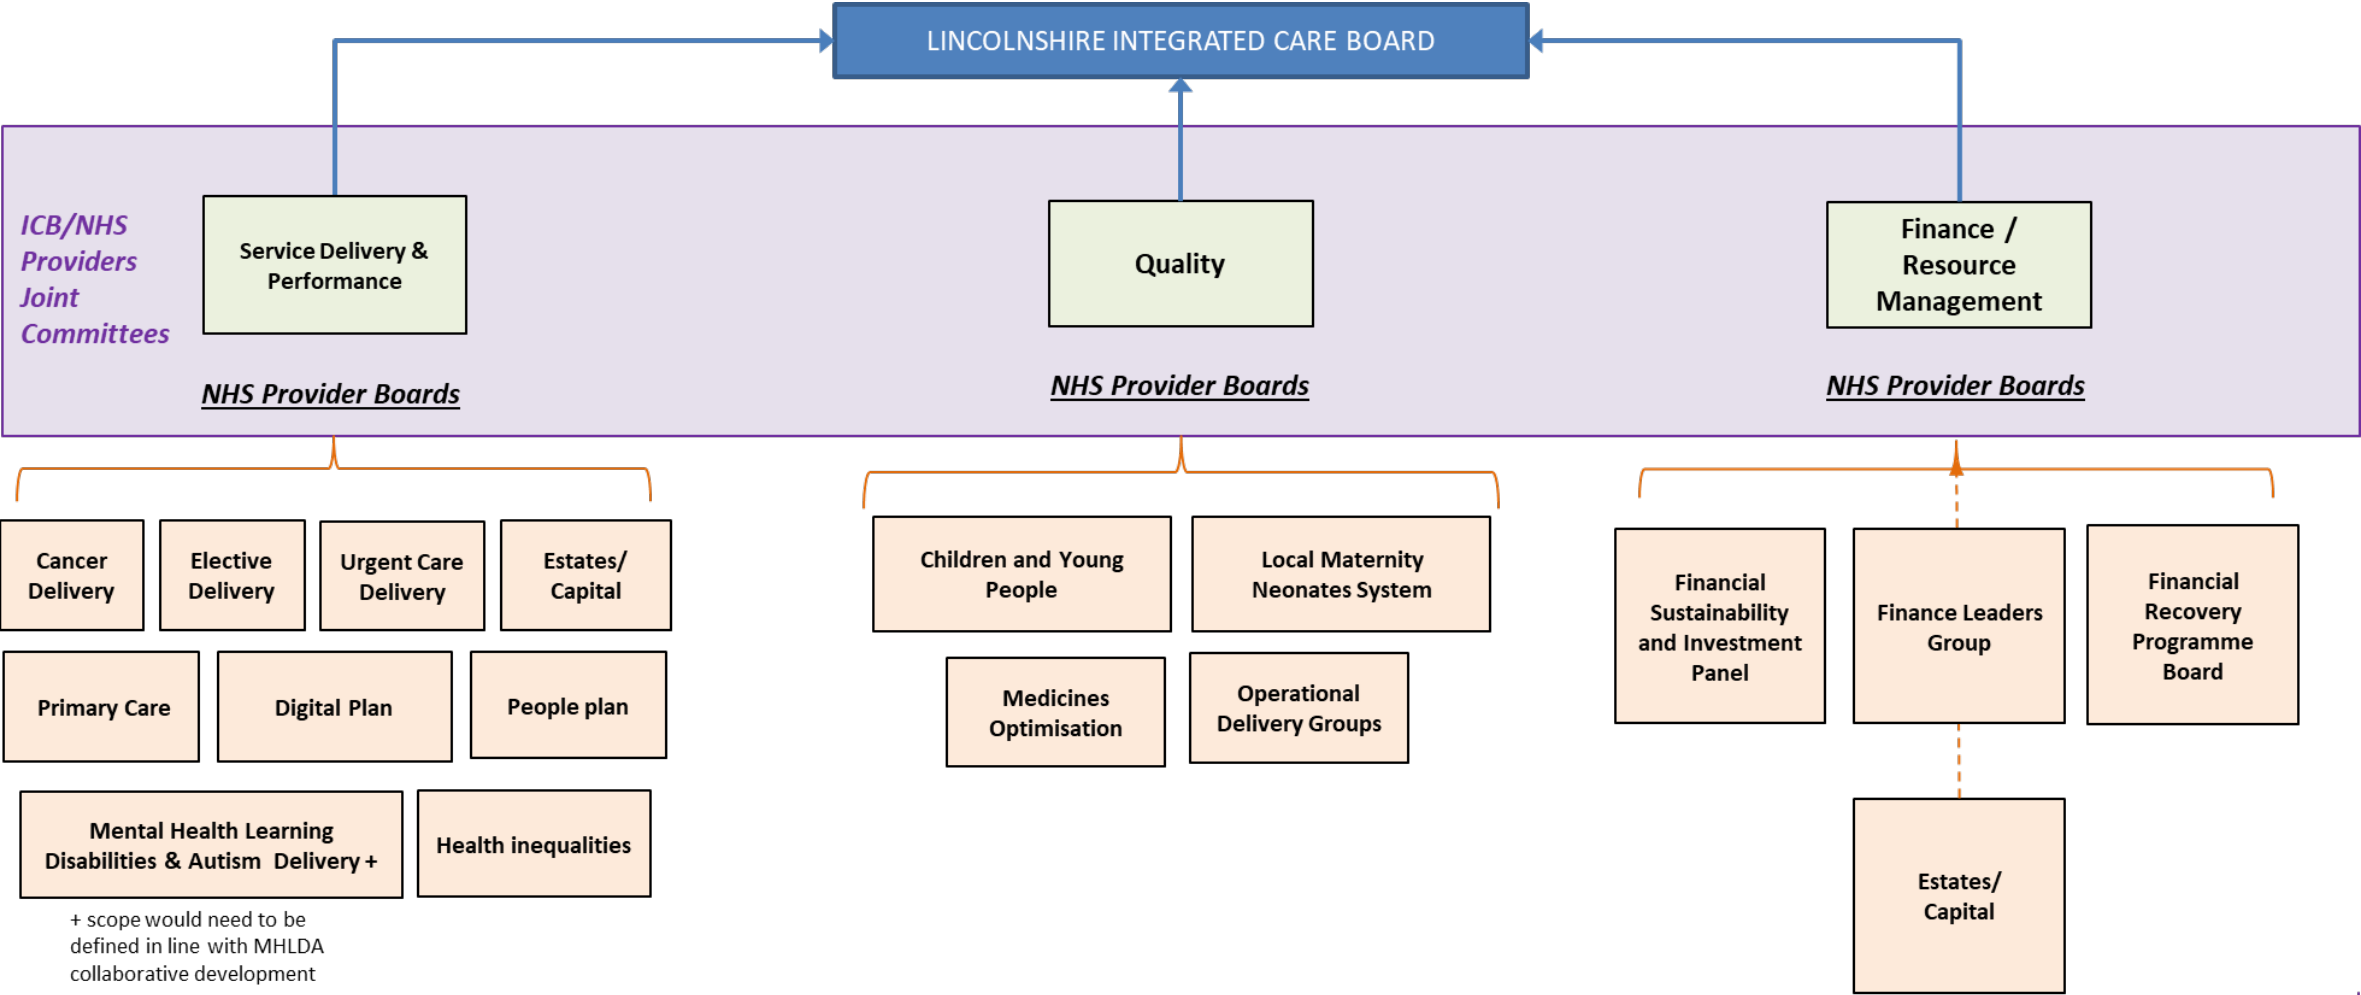 LINCOLNSHIRE INTEGRATED CARE BOARD
ICB/NHS
Providers
Joint
Committees
Service Delivery &
Performance
Quality
Finance /
Resource
Management
NHS Provider Boards
NHS Provider Boards
NHS Provider Boards
Cancer
Delivery
Elective
Delivery
Urgent Care
Delivery
Estates/
Capital
Primary Care
Digital Plan
People plan
Mental Health Learning
Disabilities & Autism Delivery +
Health inequalities
+ scope would need to be
defined in line with MHLDA
collaborative development
Children and Young
People
Local Maternity
Neonates System
Medicines
Optimisation
Operational
Delivery Groups
Financial
Sustainability
and Investment
Panel
Finance Leaders
Group
Financial
Recovery
Programme
Board
Estates/
Capital